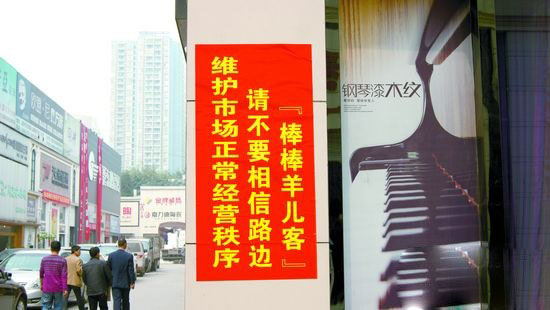 维护市场正常经营秩序
请不要相信路边
『棒棒羊儿客』
钢琴漆木纹